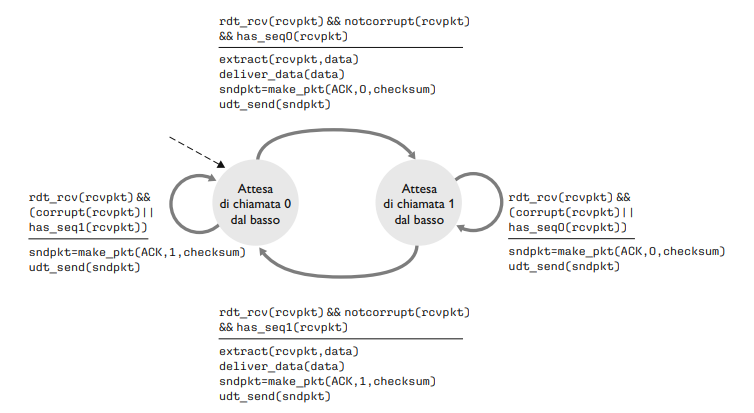 rdt_rcv(rcvpkt) && notcorrupt(rcvpkt)
&& has_seq0(rcvpkt)
extract(rcvpkt,data)
deliver_data(data)
sndpkt=make_pkt(ACK,0,checksum)
udt_send(sndpkt)
Attesa
di chiamata 0
dal basso
Attesa
di chiamata 1
dal basso
rdt_rcv(rcvpkt) &&
(corrupt(rcvpkt)||
has_seq1(rcvpkt))
sndpkt=make_pkt(ACK,1,checksum)
udt_send(sndpkt)
rdt_rcv(rcvpkt) &&
(corrupt(rcvpkt)||
has_seq0(rcvpkt))
sndpkt=make_pkt(ACK,0,checksum)
udt_send(sndpkt)
rdt_rcv(rcvpkt) && notcorrupt(rcvpkt)
&& has_seq1(rcvpkt)
extract(rcvpkt,data)
deliver_data(data)
sndpkt=make_pkt(ACK,1,checksum)
udt_send(sndpkt)